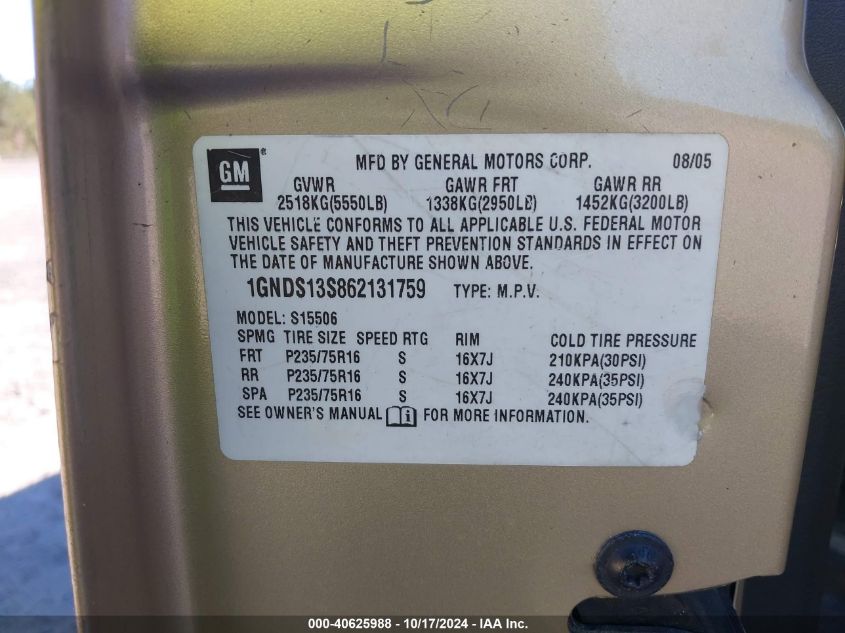 GM® MFD BY GENERAL MOTORS CORP. 08/05
GVWR GAWR FRT GAWR RR
2518KG(5550LB) 1338KG(2950LB) 1452KG(3200LB)
THIS VEHICLE CONFORMS TO ALL APPLICABLE U.S. FEDERAL MOTOR
VEHICLE SAFETY AND THEFT PREVENTION STANDARDS IN EFFECT ON
THE DATE OF MANUFACTURE SHOWN ABOVE.
1GNDS13S862131759 TYPE: M.P.V.
MODEL: S15506
SPMG TIRE SIZE SPEED RTG RIM COLD TIRE PRESSURE
FRT P235/75R16 S 16X7J 210KPA(30PSI)
RR P235/75R16 S 16X7J 240KPA(35PSI)
SPA P235/75R16 S 16X7J 240KPA(35PSI)
SEE OWNER'S MANUAL i FOR MORE INFORMATION.
000-40625988 - 10/17/2024 - IAA Inc.